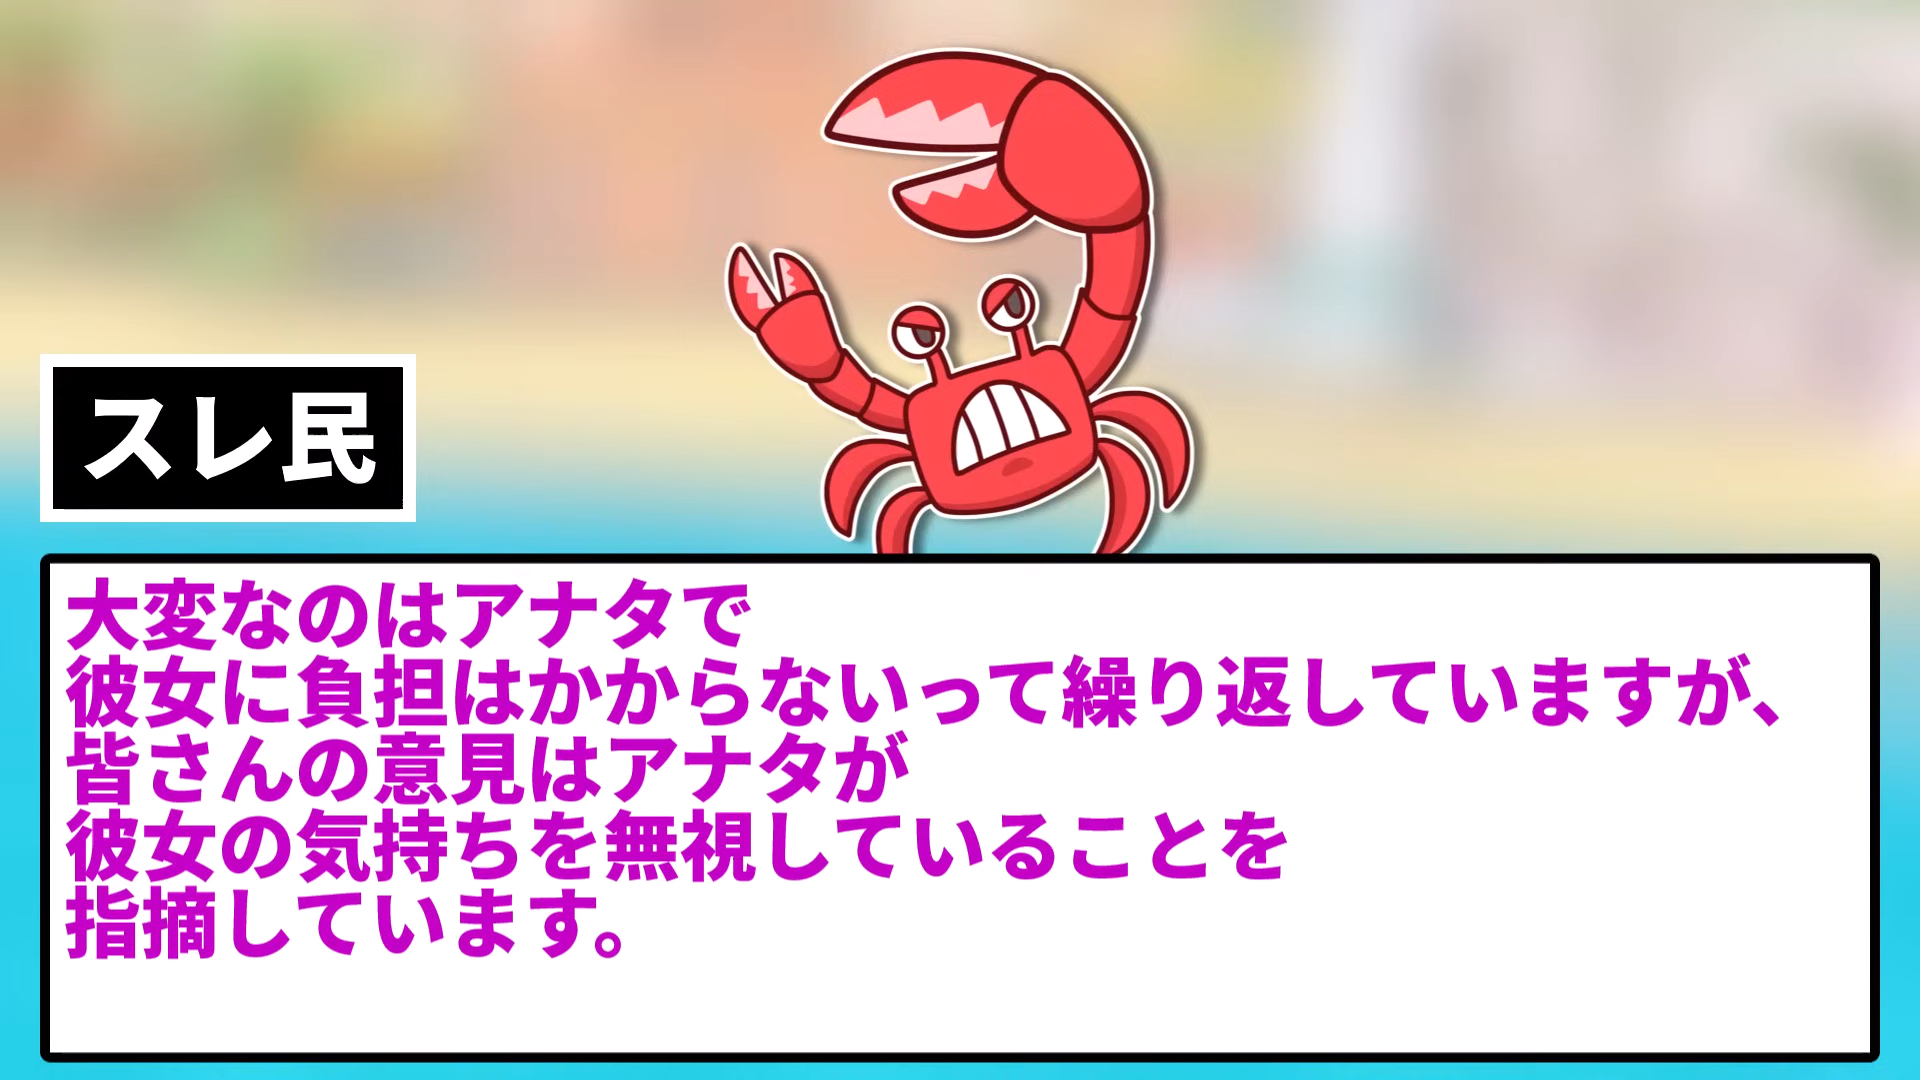 スレ民
大変なのはアナタで
彼女に負担はかからないって繰り返していますが、
皆さんの意見はアナタが
彼女の気持ちを無視していることを
指摘しています。